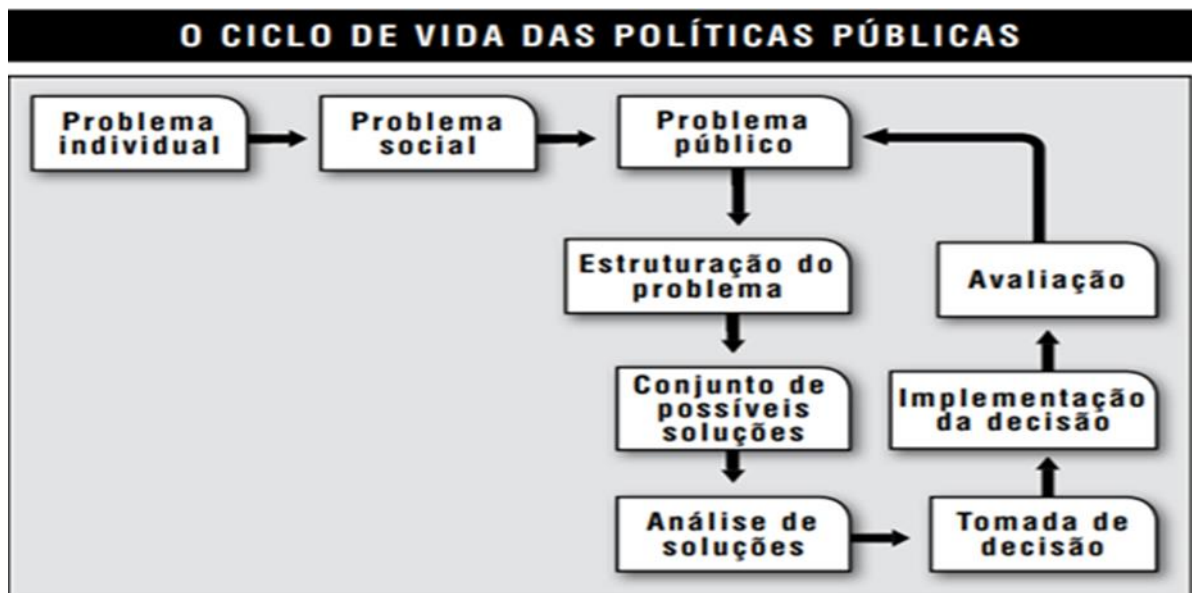 O CICLO DE VIDA DAS POLÍTICAS PÚBLICAS
Problema
individual
Problema
social
Problema
público
Estruturação do
problema
Conjunto de
possíveis
soluções
Análise de
soluções
Tomada de
decisão
Implementação
da decisão
Avaliação